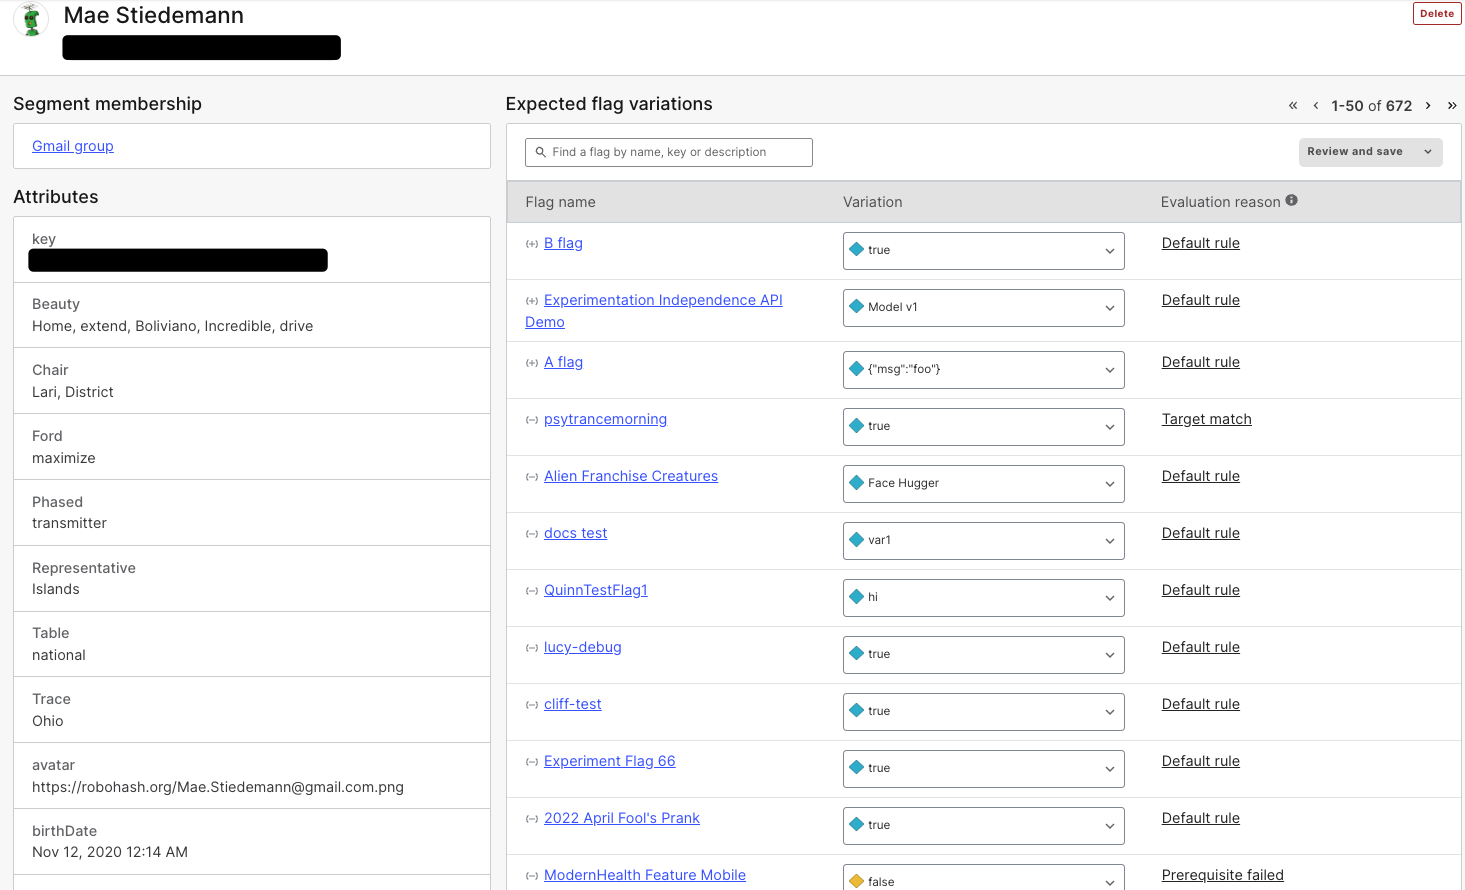 Mae Stiedemann
Delete
Segment membership
Gmail group
Attributes
key
Beauty
Home, extend, Boliviano, Incredible, drive
Chair
Lari, District
Ford
maximize
Phased
transmitter
Representative
Islands
Table
national
Trace
Ohio
avatar
https://robohash.org/Mae.Stiedemann@gmail.com.png
birthDate
Nov 12, 2020 12:14 AM
Expected flag variations
« ‹ 1-50 of 672 › »
Find a flag by name, key or description
Review and save
Flag name Variation Evaluation reason
B flag true Default rule
Experimentation Independence API
Demo
Model v1 Default rule
A flag {"msg":"foo"} Default rule
psytrancemorning true Target match
Alien Franchise Creatures Face Hugger Default rule
docs test var1 Default rule
QuinnTestFlag1 hi Default rule
lucy-debug true Default rule
cliff-test true Default rule
Experiment Flag 66 true Default rule
2022 April Fool's Prank true Default rule
ModernHealth Feature Mobile false Prerequisite failed